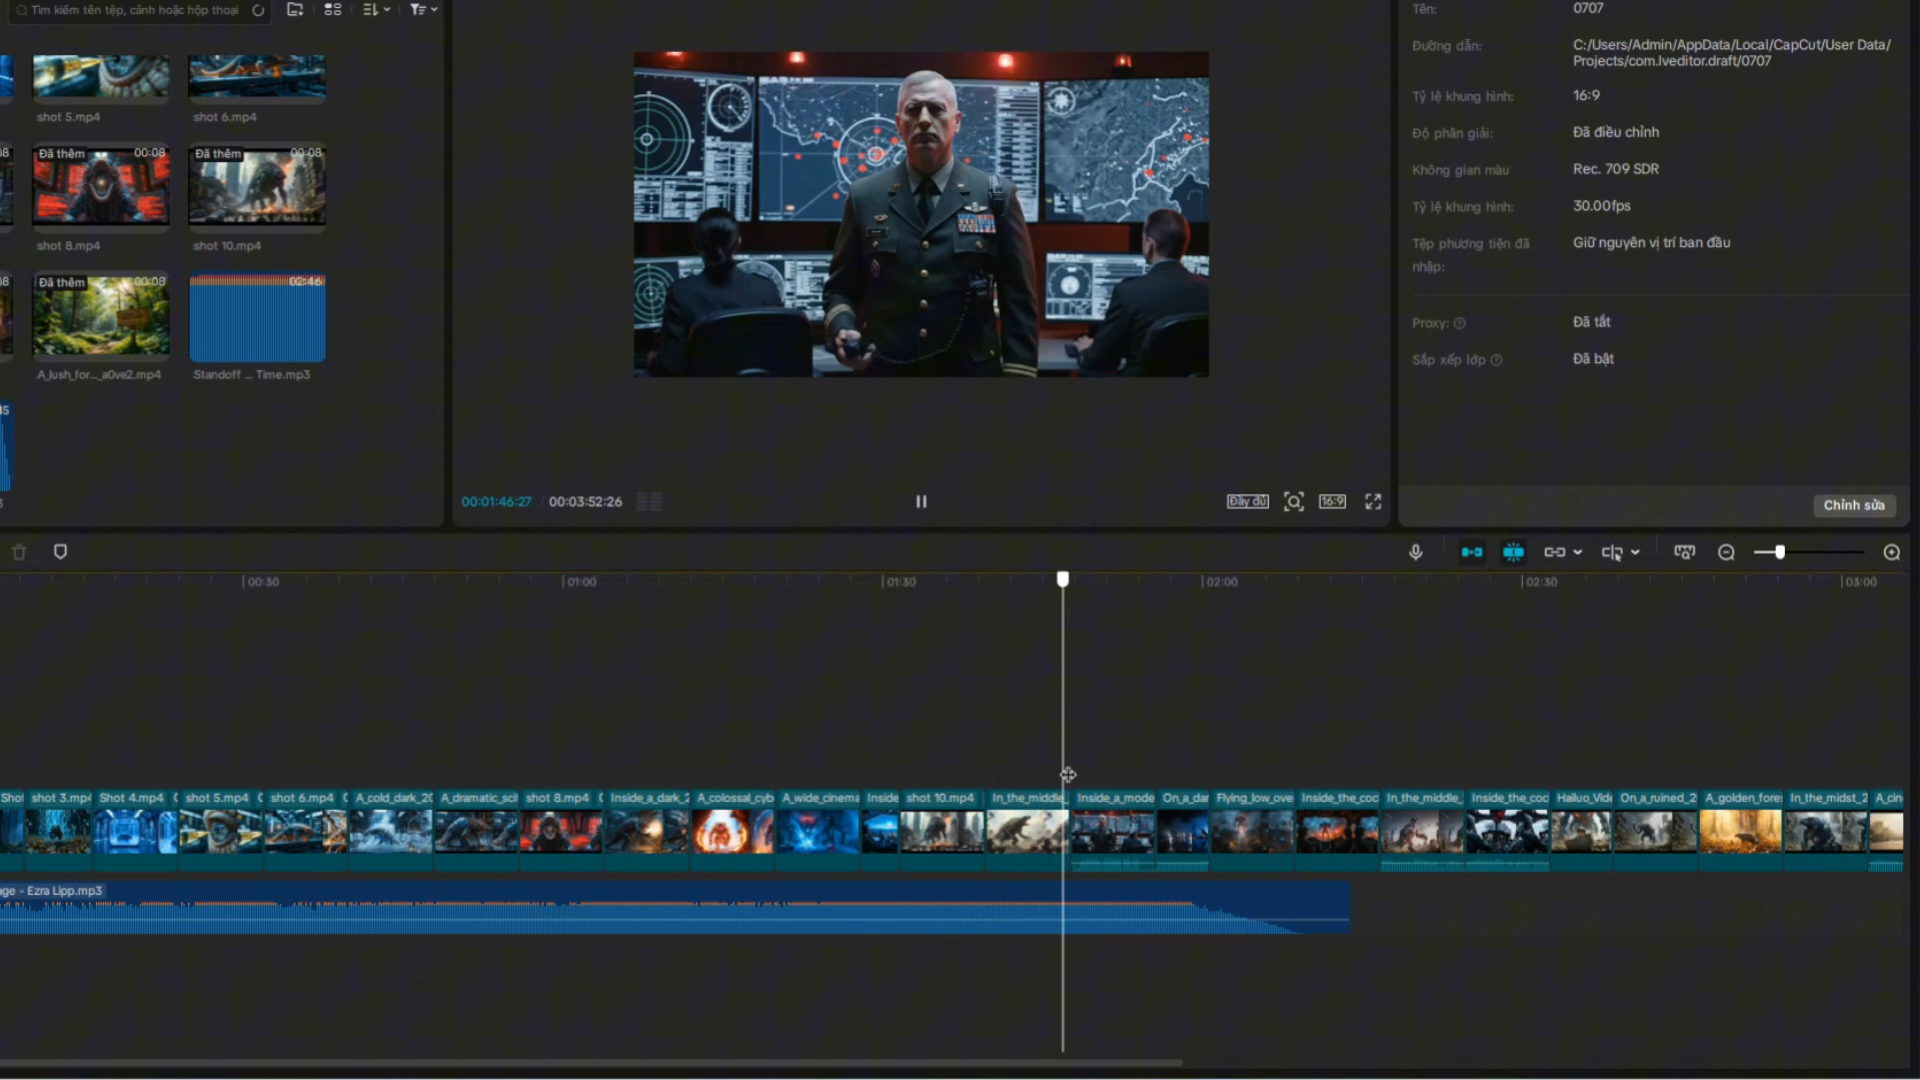 Tìm kiếm tên tệp, cảnh hoặc hộp thoại
shot 5.mp4
shot 6.mp4
Đã thêm
00:08
Đã thêm
00:08
shot 8.mp4
shot 10.mp4
Đã thêm
00:08
02:46
A_lush_for..._a0ve2.mp4
Standoff ... Time.mp3
00:01:46:27 / 00:03:52:26
Đầy đủ
16:9
Tên:
0707
Đường dẫn:
C:/Users/Admin/AppData/Local/CapCut/User Data/
Projects/com.lveditor.draft/0707
Tỷ lệ khung hình:
16:9
Độ phân giải:
Đã điều chỉnh
Không gian màu
Rec. 709 SDR
Tỷ lệ khung hình:
30.00fps
Tệp phương tiện đã
nhập:
Giữ nguyên vị trí ban đầu
Proxy:
Đã tắt
Sắp xếp lớp
Đã bật
Chỉnh sửa
00:30
01:00
01:30
02:00
02:30
03:00
Shot
shot 3.mp4
Shot 4.mp4
shot 5.mp4
shot 6.mp4
A_cold_dark_20
A_dramatic_sci
shot 8.mp4
Inside_a_dark_2
A_colossal_cyb
A_wide_cinema
Inside
shot 10.mp4
In_the_middle_
Inside_a_mode
On_a_dar
Flying_low_ove
Inside_the_coc
In_the_middle_
Inside_the_coc
Hailuo_Vide
On_a_ruined_2
A_golden_fores
In_the_midst_2
A_cin
age - Ezra Lipp.mp3